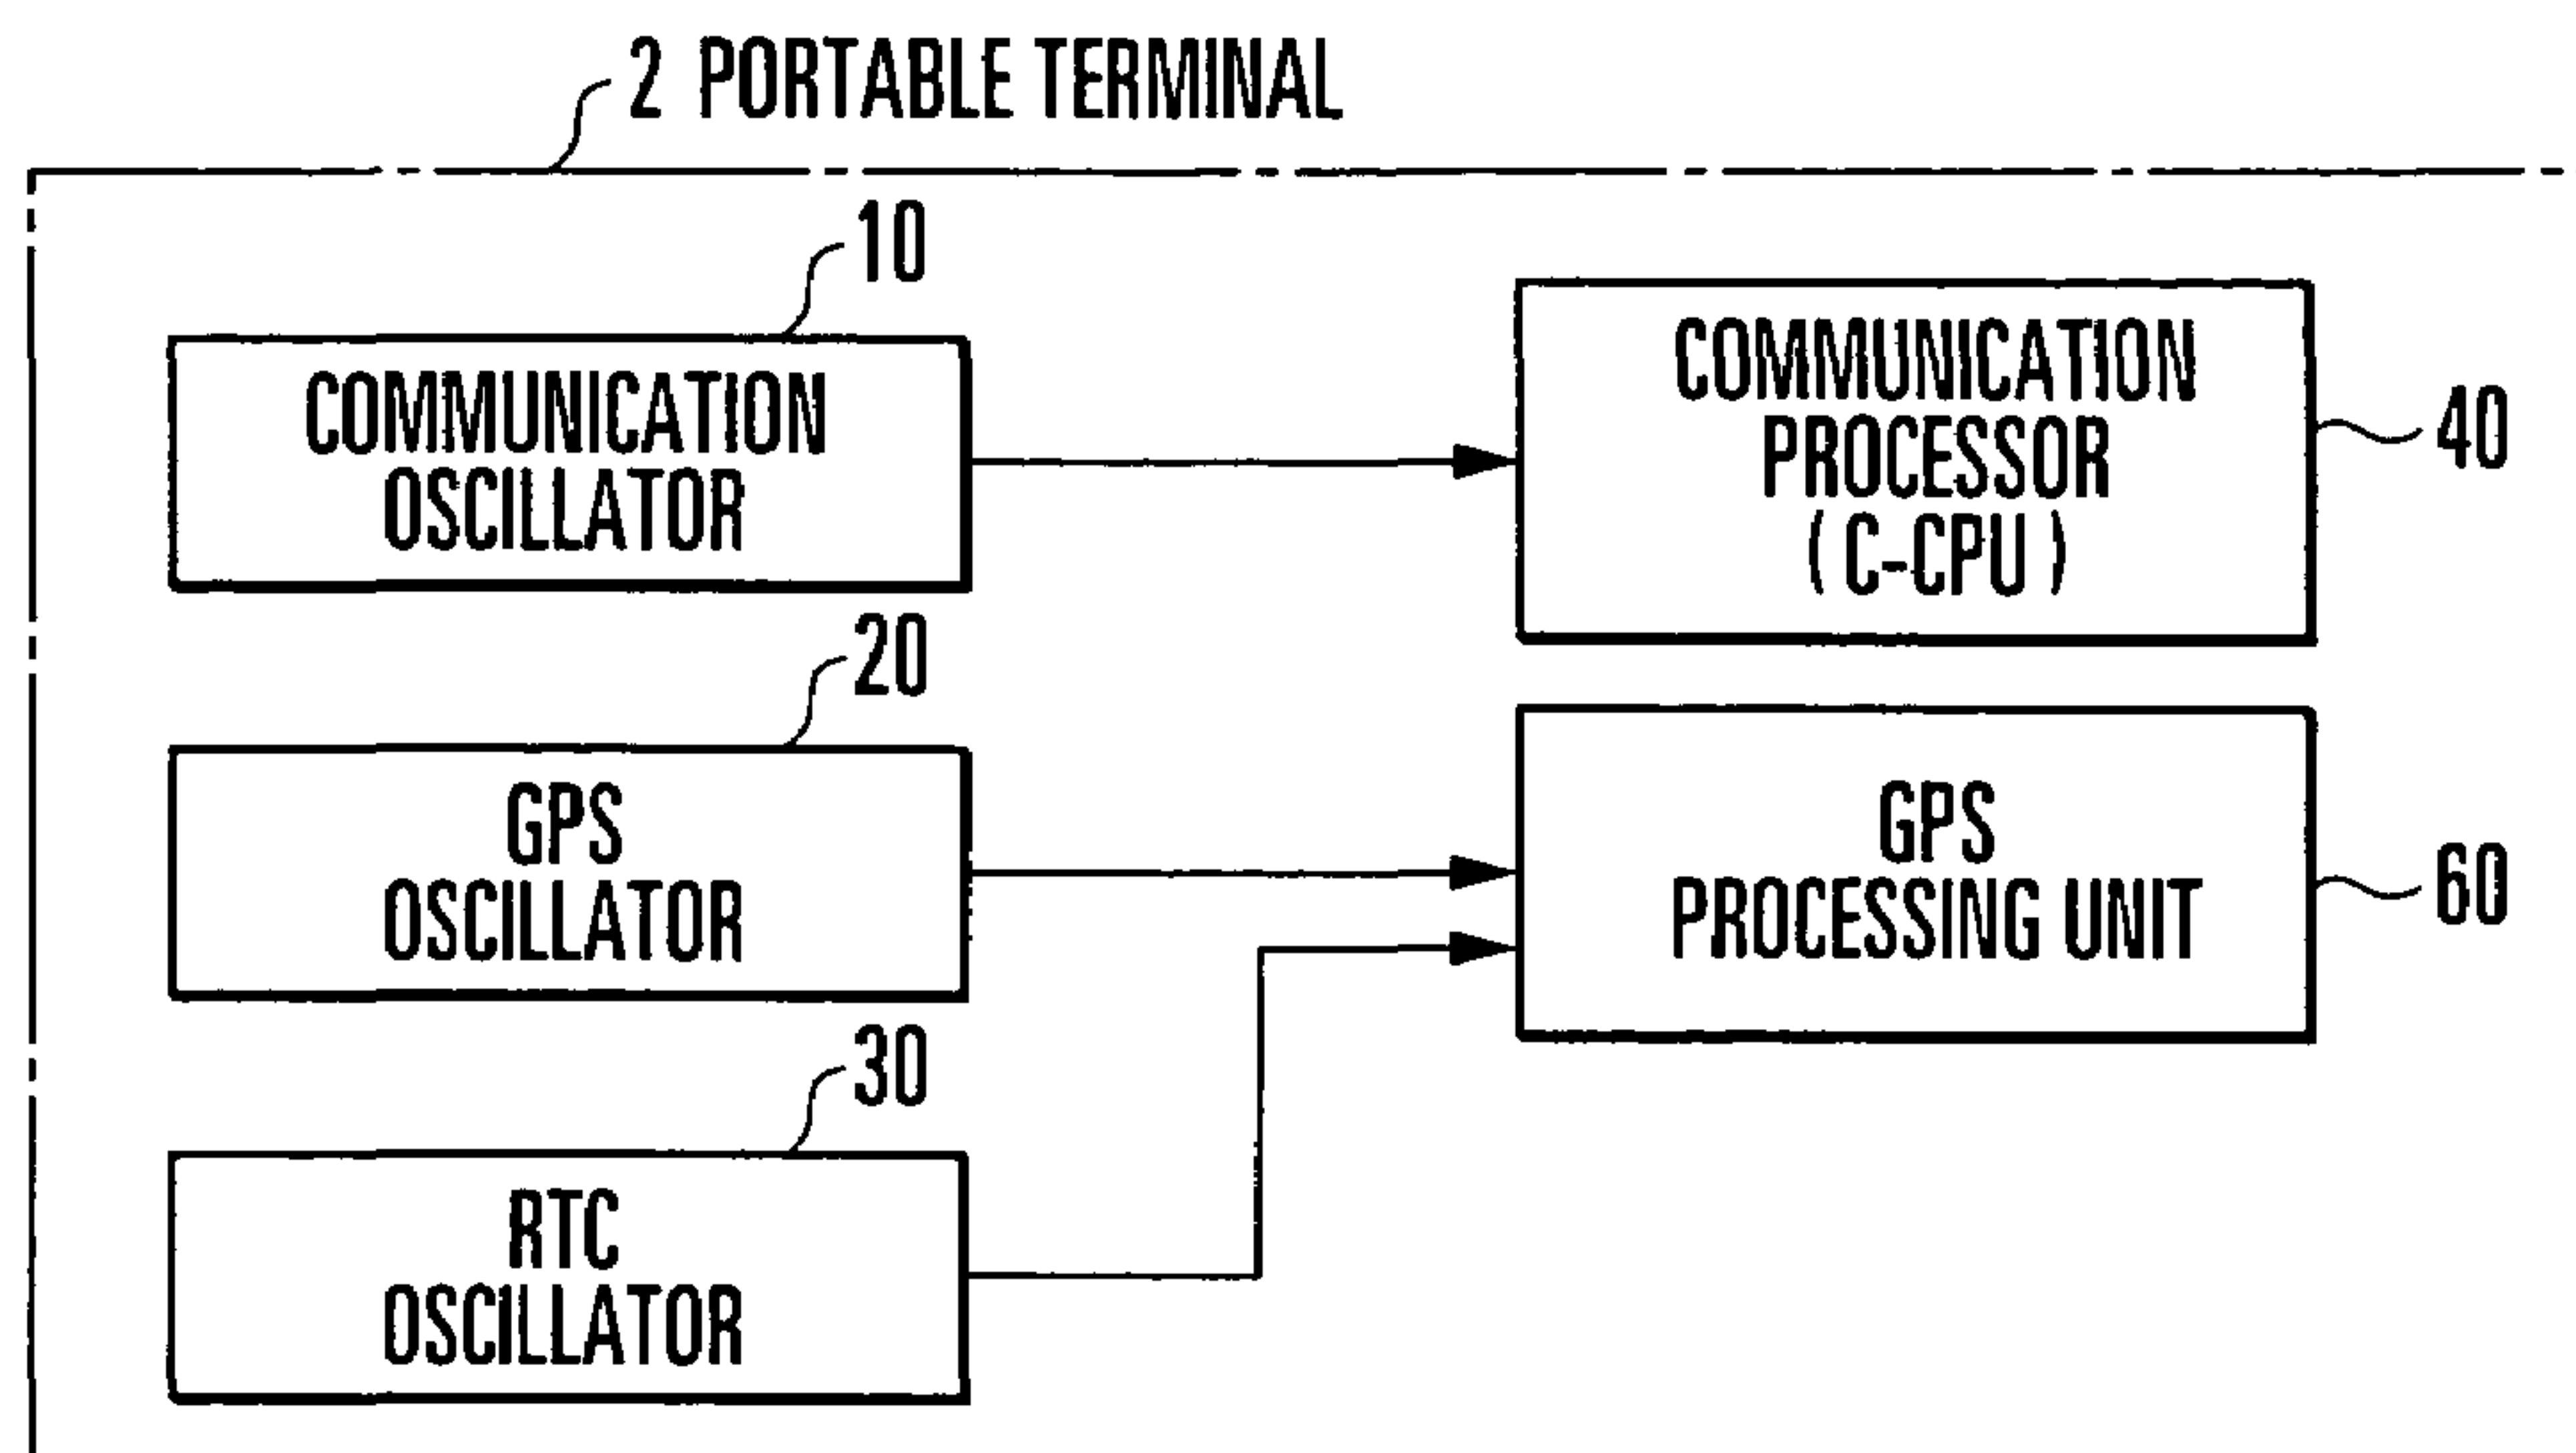 2 PORTABLE TERMINAL
10
COMMUNICATION
OSCILLATOR
COMMUNICATION
PROCESSOR
(C-CPU)
40
20
GPS
OSCILLATOR
GPS
PROCESSING UNIT
60
30
RTC
OSCILLATOR